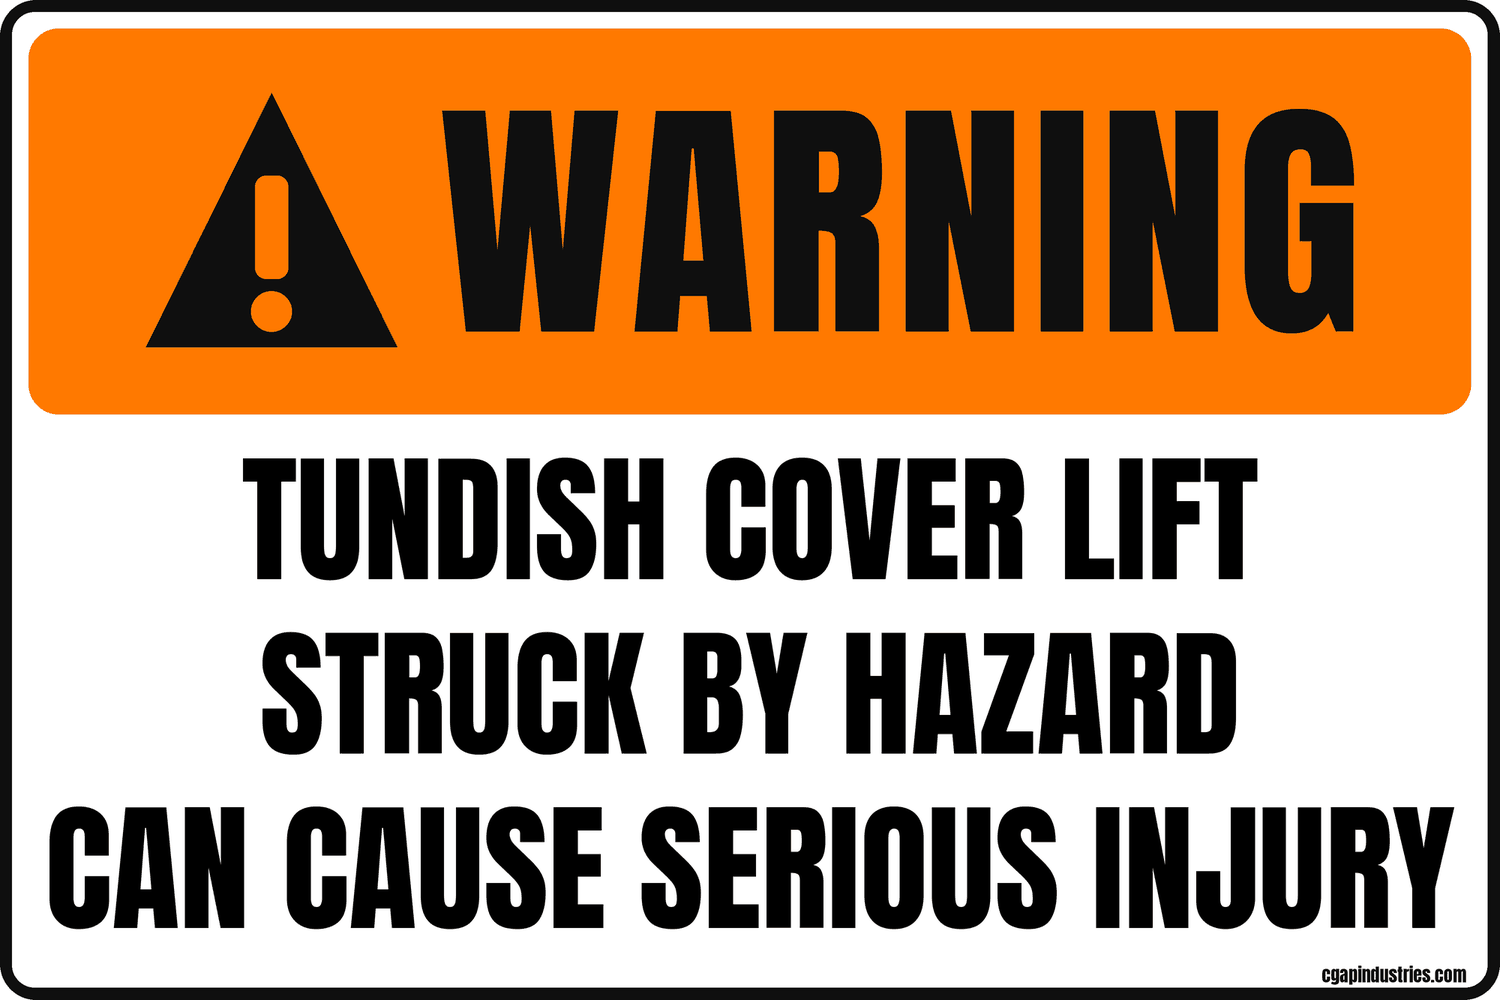 WARNING
TUNDISH COVER LIFT
STRUCK BY HAZARD
CAN CAUSE SERIOUS INJURY
cgapindustries.com